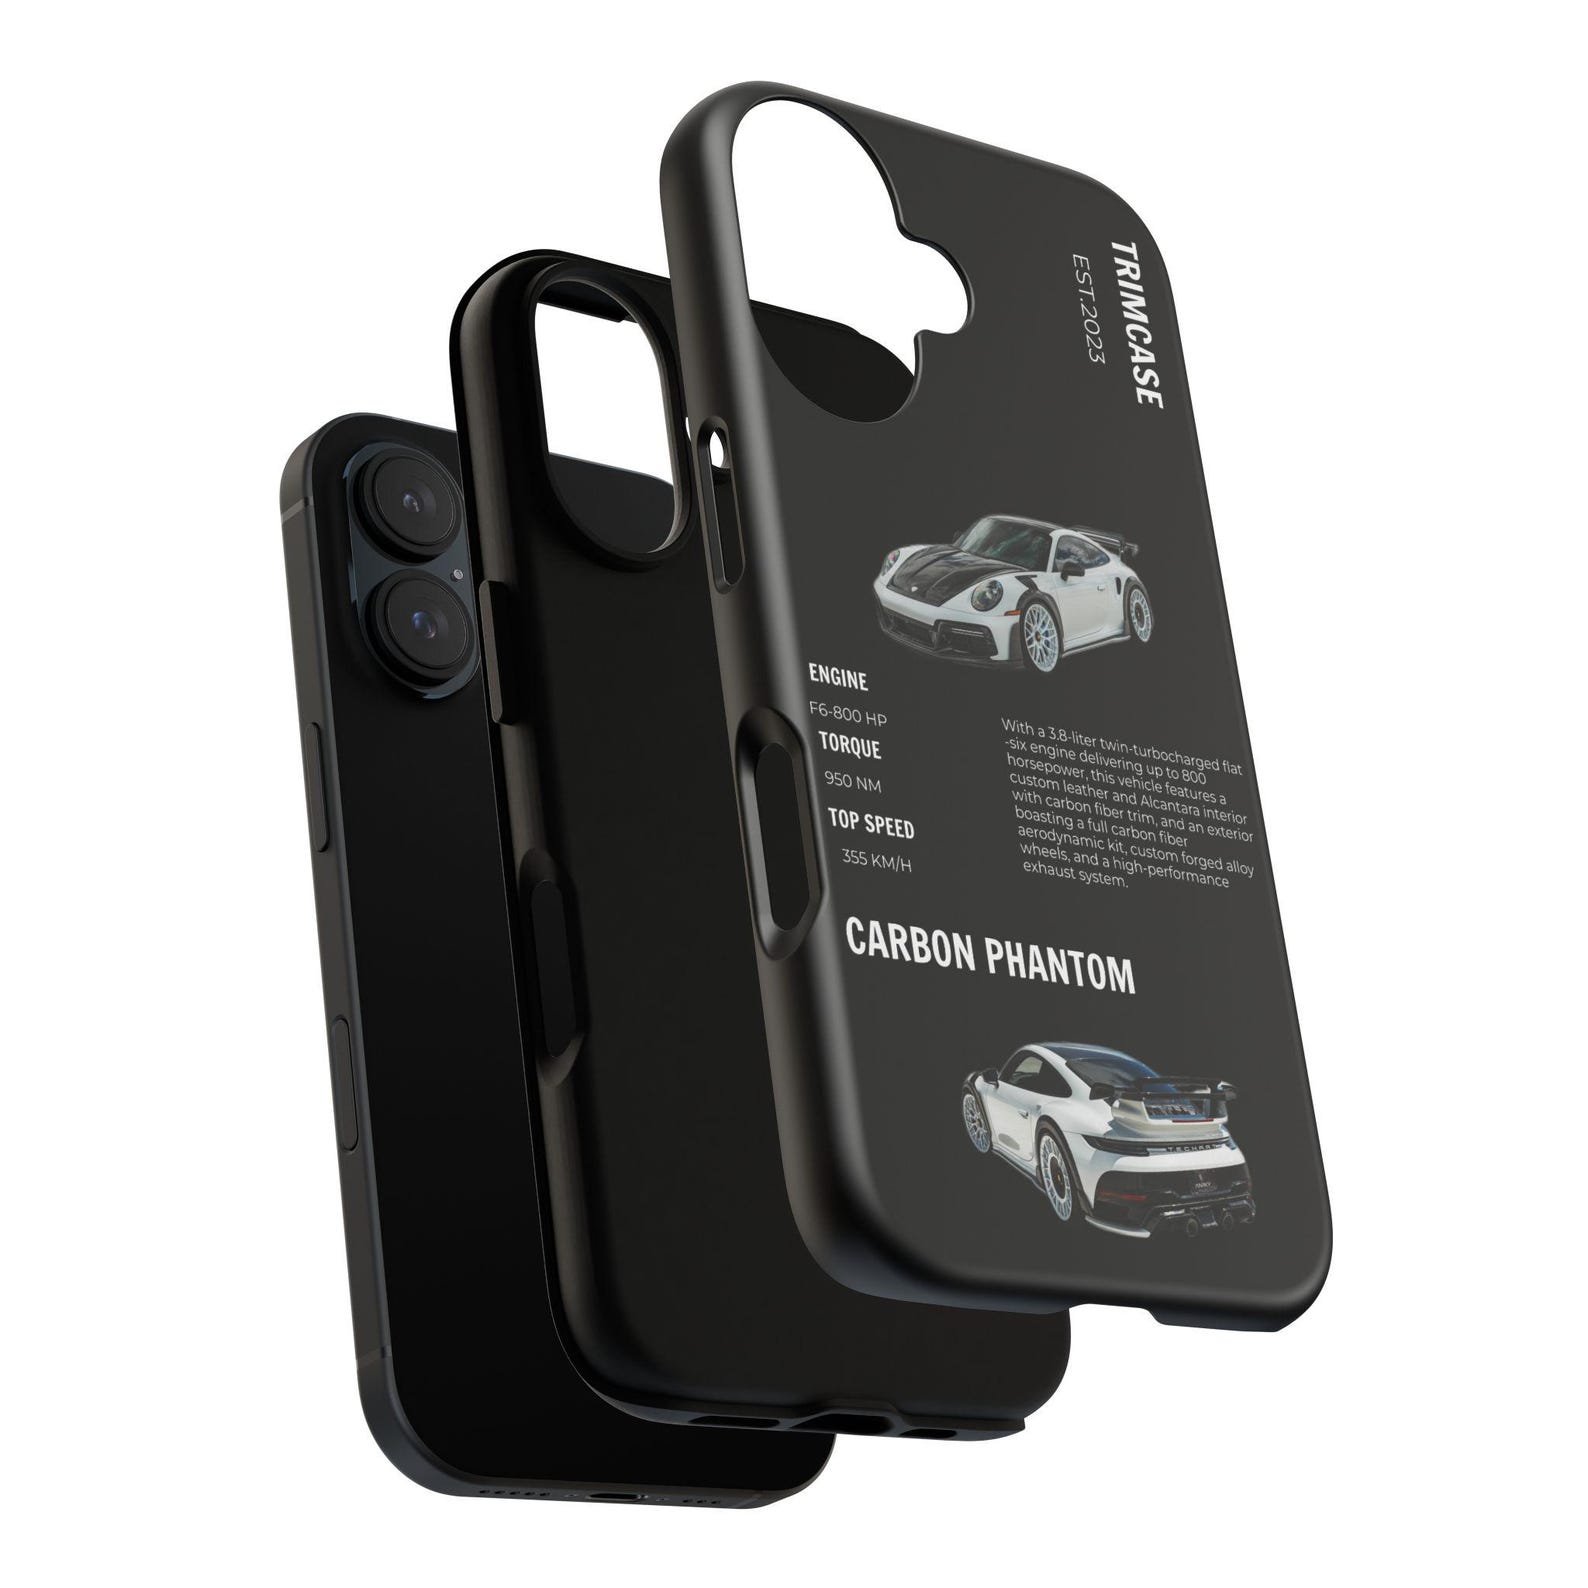 TRIMCASE
EST.2023
ENGINE
F6-800 HP
TORQUE
950 NM
TOP SPEED
355 KM/H
With a 3.8-liter twin-turbocharged flat
-six engine delivering up to 800
horsepower, this vehicle features a
custom leather and Alcantara interior
with carbon fiber trim, and an exterior
boasting a full carbon fiber
aerodynamic kit, custom forged alloy
wheels, and a high-performance
exhaust system.
CARBON PHANTOM
TECHART